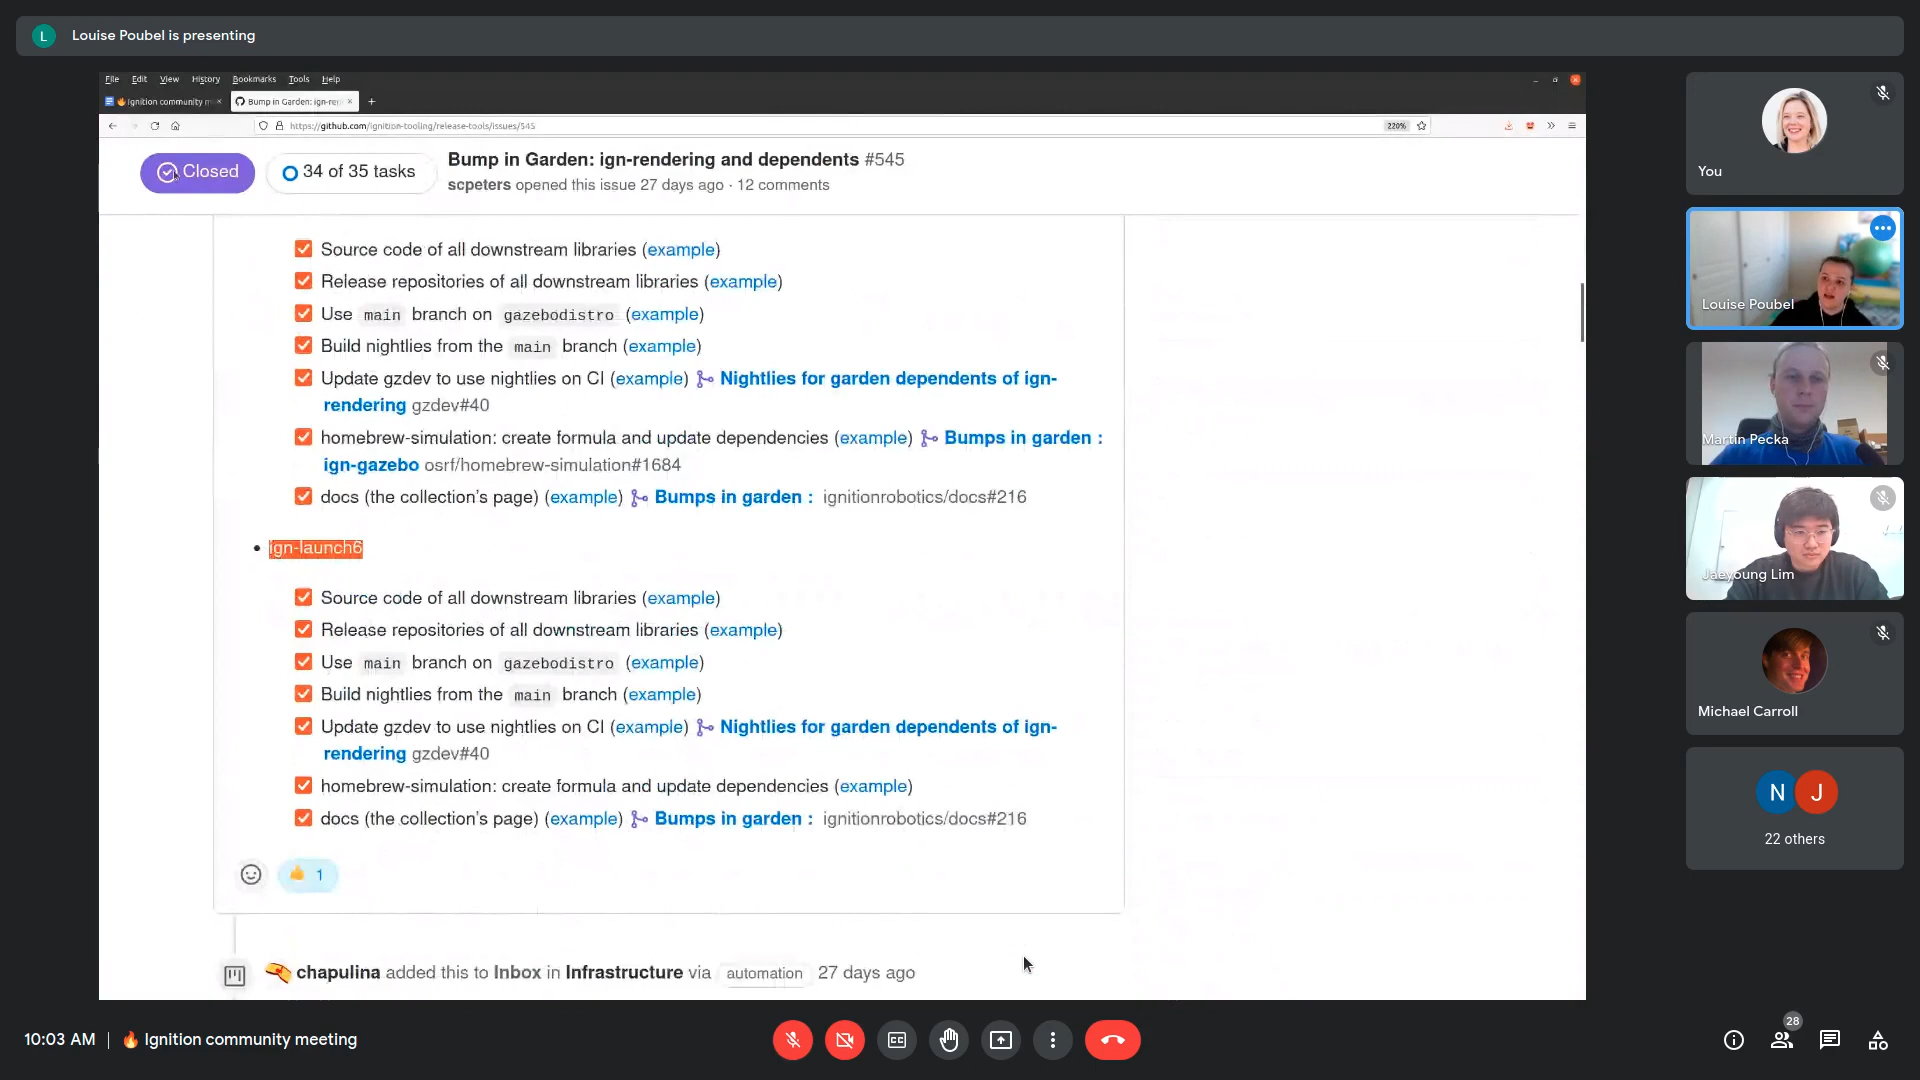 L Louise Poubel is presenting
File Edit View History Bookmarks Tools Help
Ignition community m Bump in Garden: ign-ren
https://github.com/ignition-tooling/release-tools/issues/545 220%
Closed 34 of 35 tasks
Bump in Garden: ign-rendering and dependents #545
scpeters opened this issue 27 days ago · 12 comments
Source code of all downstream libraries (example)
Release repositories of all downstream libraries (example)
Use main branch on gazebodistro (example)
Build nightlies from the main branch (example)
Update gzdev to use nightlies on CI (example) Nightlies for garden dependents of ign-
rendering gzdev#40
homebrew-simulation: create formula and update dependencies (example) Bumps in garden :
ign-gazebo osrf/homebrew-simulation#1684
docs (the collection's page) (example) Bumps in garden : ignitionrobotics/docs#216
ign-launch6
Source code of all downstream libraries (example)
Release repositories of all downstream libraries (example)
Use main branch on gazebodistro (example)
Build nightlies from the main branch (example)
Update gzdev to use nightlies on CI (example) Nightlies for garden dependents of ign-
rendering gzdev#40
homebrew-simulation: create formula and update dependencies (example)
docs (the collection's page) (example) Bumps in garden : ignitionrobotics/docs#216
1
chapulina added this to Inbox in Infrastructure via automation 27 days ago
You
Louise Poubel
Martin Pecka
Jaeyoung Lim
Michael Carroll
N J
22 others
10:03 AM | Ignition community meeting
CC
28